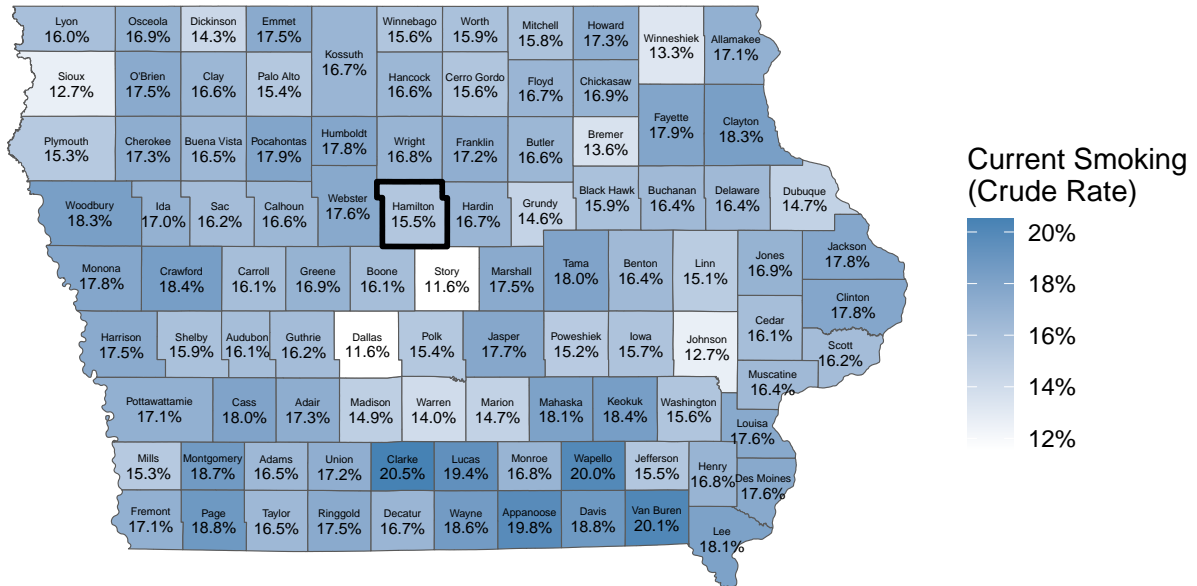 Lyon
16.0%
Osceola
16.9%
Dickinson
14.3%
Emmet
17.5%
Kossuth
16.7%
Winnebago
15.6%
Worth
15.9%
Mitchell
15.8%
Howard
17.3%
Winneshiek
13.3%
Allamakee
17.1%
Sioux
12.7%
O'Brien
17.5%
Clay
16.6%
Palo Alto
15.4%
Hancock
16.6%
Cerro Gordo
15.6%
Floyd
16.7%
Chickasaw
16.9%
Fayette
17.9%
Clayton
18.3%
Plymouth
15.3%
Cherokee
17.3%
Buena Vista
16.5%
Pocahontas
17.9%
Humboldt
17.8%
Wright
16.8%
Franklin
17.2%
Butler
16.6%
Bremer
13.6%
Woodbury
18.3%
Ida
17.0%
Sac
16.2%
Calhoun
16.6%
Webster
17.6%
Hamilton
15.5%
Hardin
16.7%
Grundy
14.6%
Black Hawk
15.9%
Buchanan
16.4%
Delaware
16.4%
Dubuque
14.7%
Monona
17.8%
Crawford
18.4%
Carroll
16.1%
Greene
16.9%
Boone
16.1%
Story
11.6%
Marshall
17.5%
Tama
18.0%
Benton
16.4%
Linn
15.1%
Jones
16.9%
Jackson
17.8%
Clinton
17.8%
Harrison
17.5%
Shelby
15.9%
Audubon
16.1%
Guthrie
16.2%
Dallas
11.6%
Polk
15.4%
Jasper
17.7%
Poweshiek
15.2%
Iowa
15.7%
Johnson
12.7%
Cedar
16.1%
Scott
16.2%
Muscatine
16.4%
Pottawattamie
17.1%
Cass
18.0%
Adair
17.3%
Madison
14.9%
Warren
14.0%
Marion
14.7%
Mahaska
18.1%
Keokuk
18.4%
Washington
15.6%
Louisa
17.6%
Mills
15.3%
Montgomery
18.7%
Adams
16.5%
Union
17.2%
Clarke
20.5%
Lucas
19.4%
Monroe
16.8%
Wapello
20.0%
Jefferson
15.5%
Henry
16.8%
Des Moines
17.6%
Fremont
17.1%
Page
18.8%
Taylor
16.5%
Ringgold
17.5%
Decatur
16.7%
Wayne
18.6%
Appanoose
19.8%
Davis
18.8%
Van Buren
20.1%
Lee
18.1%
Current Smoking
(Crude Rate)
20%
18%
16%
14%
12%